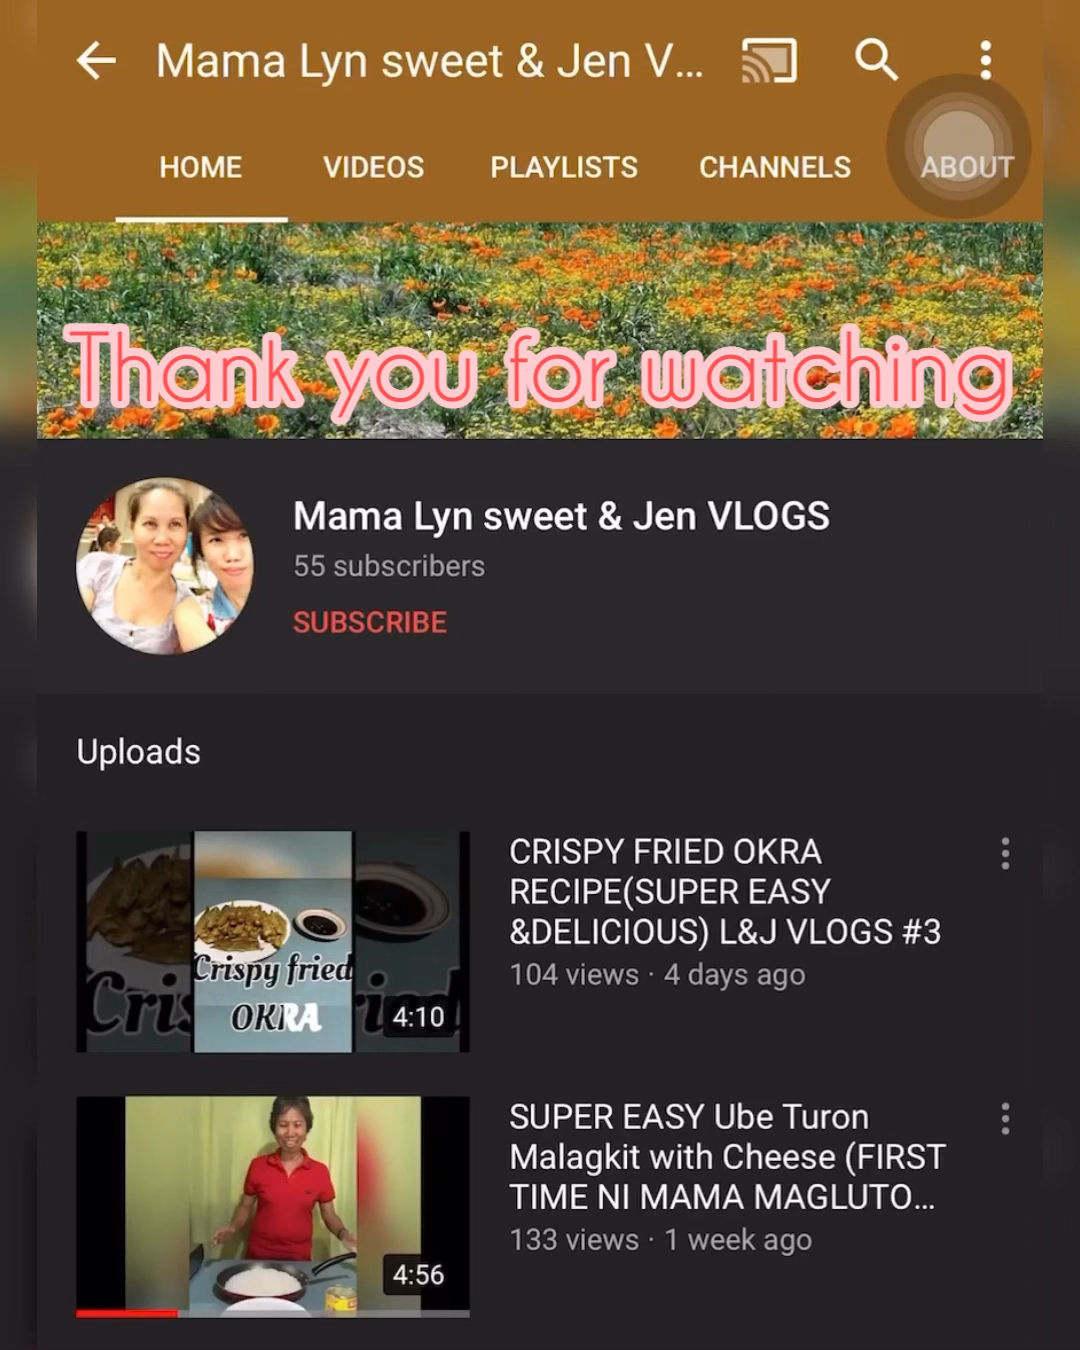 Mama Lyn sweet & Jen V...
HOME VIDEOS PLAYLISTS CHANNELS ABOUT
Thank you for watching
Mama Lyn sweet & Jen VLOGS
55 subscribers
SUBSCRIBE
Uploads
Crispy fried
OKRA
4:10
CRISPY FRIED OKRA
RECIPE(SUPER EASY
&DELICIOUS) L&J VLOGS #3
104 views · 4 days ago
4:56
SUPER EASY Ube Turon
Malagkit with Cheese (FIRST
TIME NI MAMA MAGLUTO...
133 views · 1 week ago